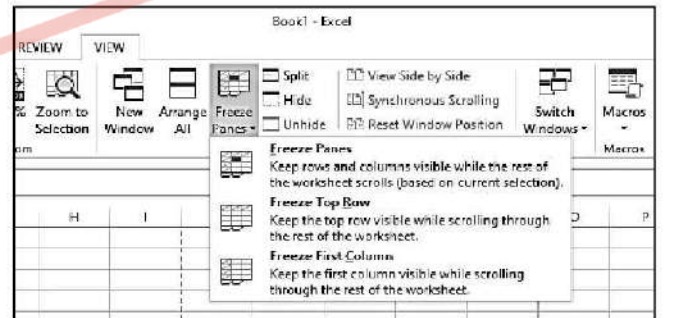 Book1 - Excel
REVIEW VIEW
% Zoom to Selection
New Window
Arrange All
Freeze Panes
Split
Hide
Unhide
View Side by Side
Synchronous Scrolling
Reset Window Position
Switch Windows
Macros
Macros
Freeze Panes
Keep rows and columns visible while the rest of
the worksheet scrolls (based on current selection).
Freeze Top Row
Keep the top row visible while scrolling through
the rest of the worksheet.
Freeze First Column
Keep the first column visible while scrolling
through the rest of the worksheet.
H I P